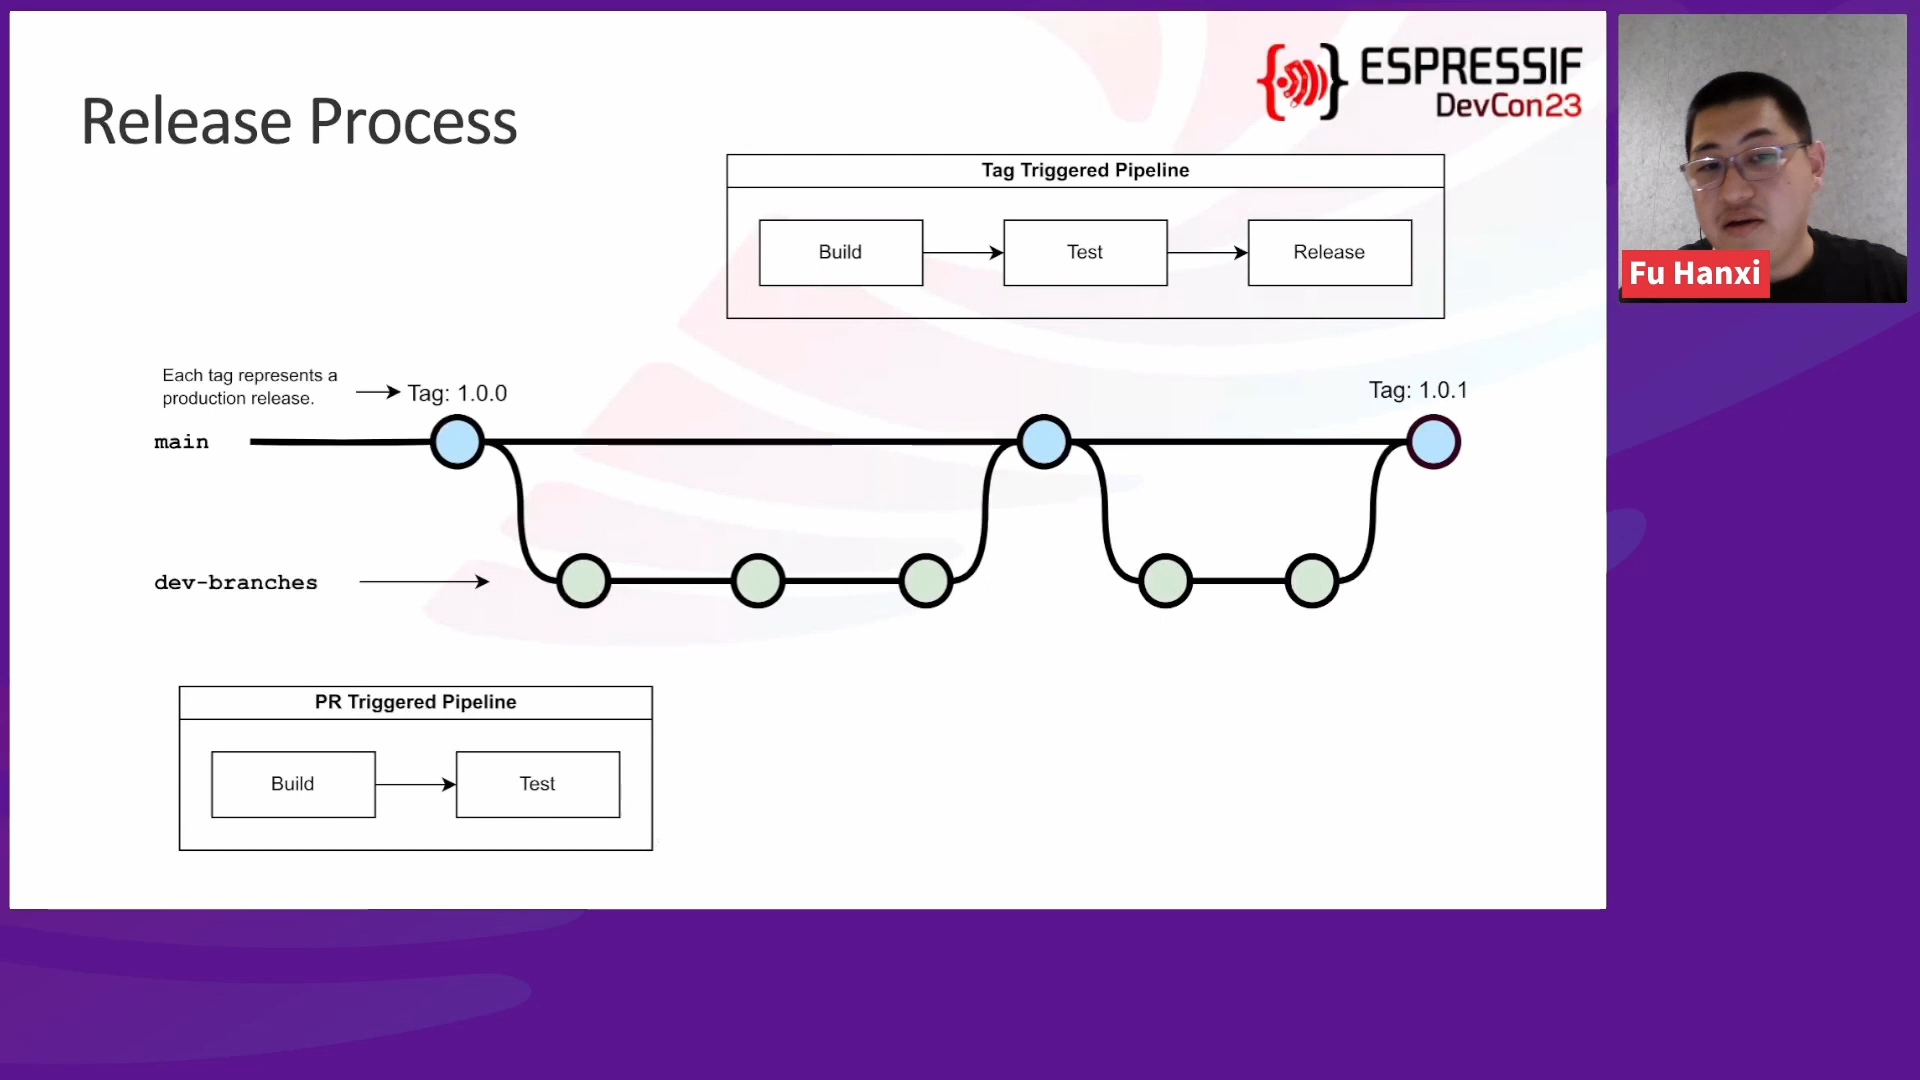 Release Process
ESPRESSIF
DevCon23
Fu Hanxi
Tag Triggered Pipeline
Build
Test
Release
Each tag represents a
production release.
Tag: 1.0.0
Tag: 1.0.1
main
dev-branches
PR Triggered Pipeline
Build
Test